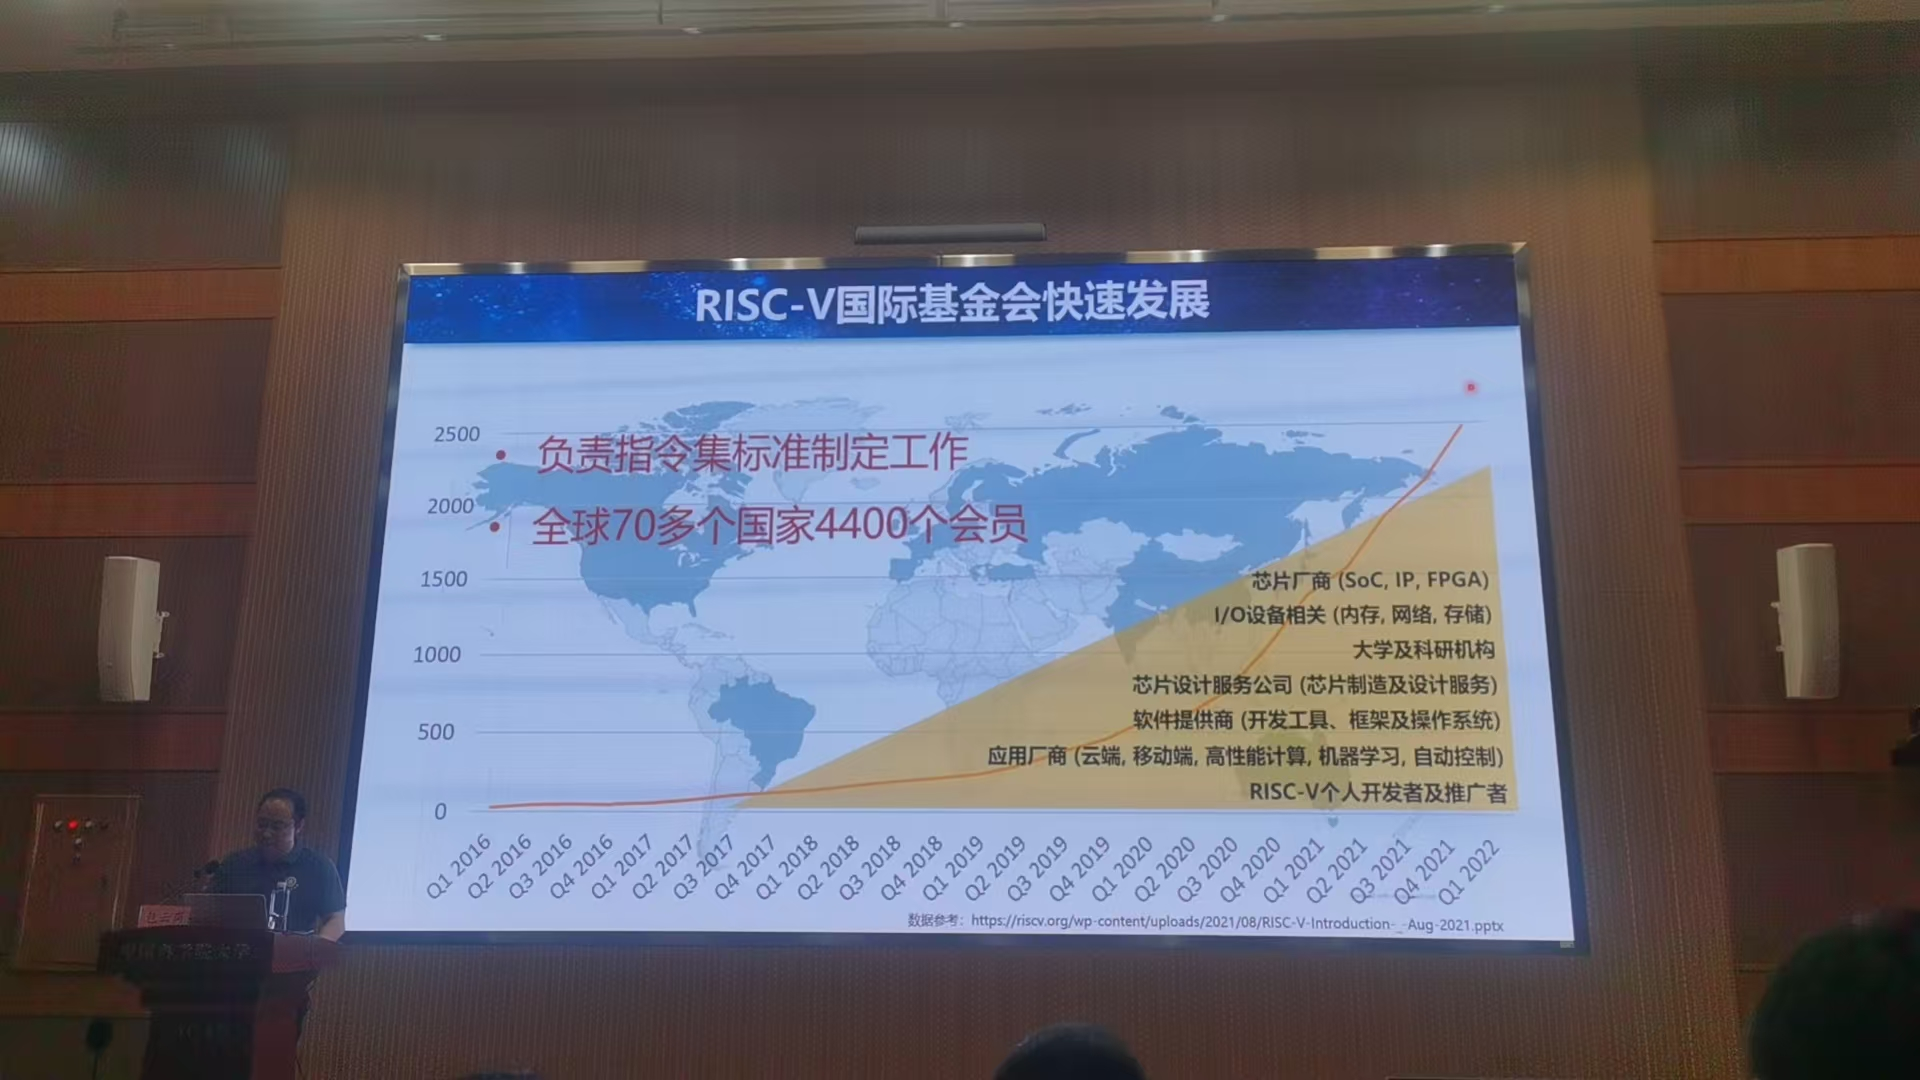 RISC-V国际基金会快速发展
2500
• 负责指令集标准制定工作
2000
• 全球70多个国家4400个会员
1500
芯片厂商 (SoC, IP, FPGA)
I/O设备相关 (内存, 网络, 存储)
1000
大学及科研机构
芯片设计服务公司 (芯片制造及设计服务)
500
软件提供商 (开发工具、框架及操作系统)
应用厂商 (云端, 移动端, 高性能计算, 机器学习, 自动控制)
0
RISC-V个人开发者及推广者
Q1 2016
Q2 2016
Q3 2016
Q4 2016
Q1 2017
Q2 2017
Q3 2017
Q4 2017
Q1 2018
Q2 2018
Q3 2018
Q4 2018
Q1 2019
Q2 2019
Q3 2019
Q4 2019
Q1 2020
Q2 2020
Q3 2020
Q4 2020
Q1 2021
Q2 2021
Q3 2021
Q4 2021
Q1 2022
数据参考：https://riscv.org/wp-content/uploads/2021/08/RISC-V-Introduction-_-Aug-2021.pptx
中国科学院大学